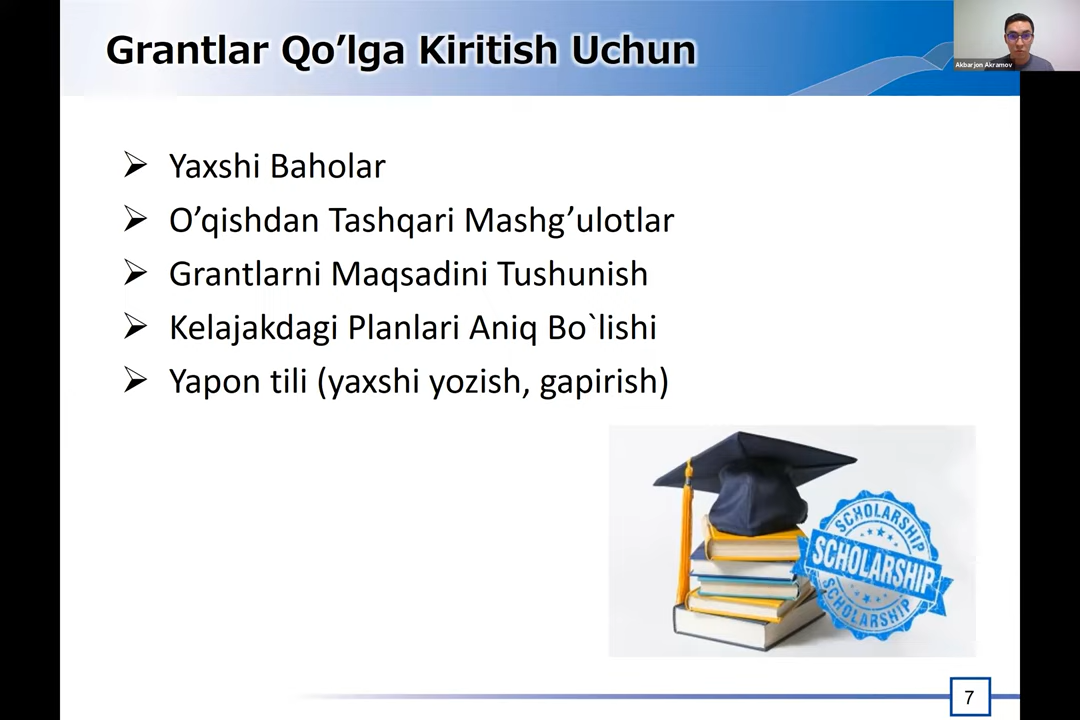 Grantlar Qo’lga Kiritish Uchun
Akbarjon Akramov
Yaxshi Baholar
O’qishdan Tashqari Mashg’ulotlar
Grantlarni Maqsadini Tushunish
Kelajakdagi Planlari Aniq Bo`lishi
Yapon tili (yaxshi yozish, gapirish)
SCHOLARSHIP
SCHOLARSHIP
SCHOLARSHIP
7